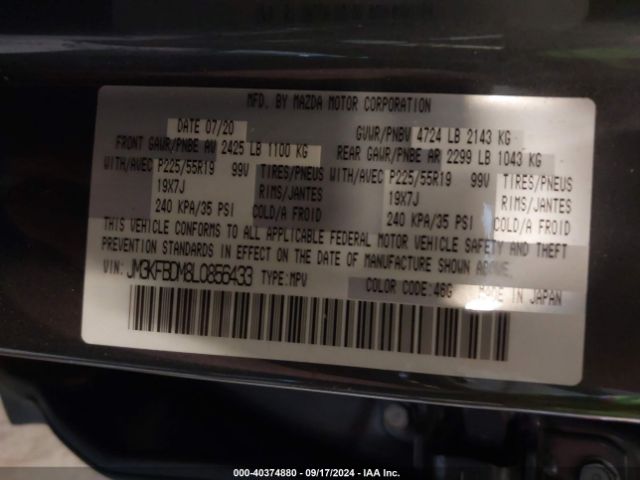 MFD. BY MAZDA MOTOR CORPORATION
DATE 07/20 GVWR/PNBV 4724 LB 2143 KG
FRONT GAWR/PNBE AV 2425 LB 1100 KG REAR GAWR/PNBE AR 2299 LB 1043 KG
WITH/AVEC P225/55R19 99V TIRES/PNEUS WITH/AVEC P225/55R19 99V TIRES/PNEUS
19X7J RIMS/JANTES 19X7J RIMS/JANTES
240 KPA/35 PSI COLD/A FROID 240 KPA/35 PSI COLD/A FROID
THIS VEHICLE CONFORMS TO ALL APPLICABLE FEDERAL MOTOR VEHICLE SAFETY AND THEFT
PREVENTION STANDARDS IN EFFECT ON THE DATE OF MANUFACTURE SHOWN ABOVE.
VIN: JM3KFBDM8L0856433 TYPE: MPV COLOR CODE: 46G MADE IN JAPAN
000-40374880 - 09/17/2024 - IAA Inc.